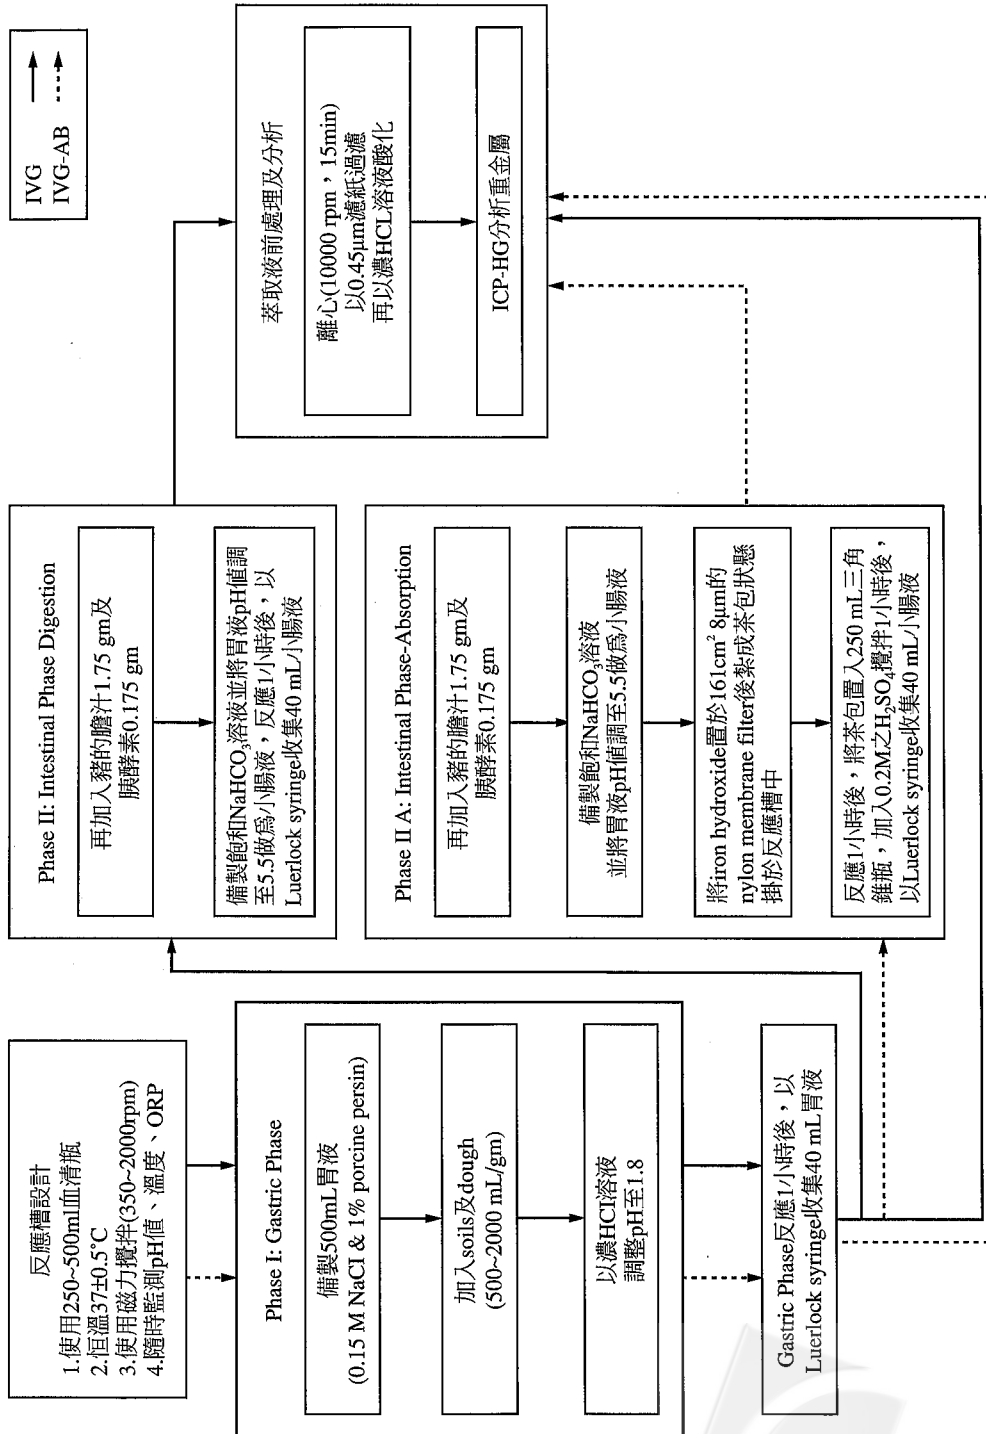 IVG
IVG-AB
反應槽設計
1.使用250~500ml血清瓶
2.恒溫37±0.5°C
3.使用磁力攪拌(350~2000rpm)
4.隨時監測pH值、溫度、ORP
Phase I: Gastric Phase
備製500mL胃液
(0.15 M NaCl & 1% porcine persin)
加入soils及dough
(500~2000 mL/gm)
以濃HCl溶液
調整pH至1.8
Gastric Phase反應1小時後，以
Luerlock syringe收集40 mL胃液
Phase II: Intestinal Phase Digestion
再加入豬的膽汁1.75 gm及
胰酵素0.175 gm
備製飽和NaHCO₃溶液並將胃液pH值調
至5.5做為小腸液，反應1小時後，以
Luerlock syringe收集40 mL小腸液
Phase II A: Intestinal Phase-Absorption
再加入豬的膽汁1.75 gm及
胰酵素0.175 gm
備製飽和NaHCO₃溶液
並將胃液pH值調至5.5做為小腸液
將iron hydroxide置於161cm² 8μm的
nylon membrane filter後紮成茶包狀懸
掛於反應槽中
反應1小時後，將茶包置入250 mL三角
錐瓶，加入0.2M之H₂SO₄攪拌1小時後，
以Luerlock syringe收集40 mL小腸液
萃取液前處理及分析
離心(10000 rpm，15min)
以0.45μm濾紙過濾
再以濃HCL溶液酸化
ICP-HG分析重金屬